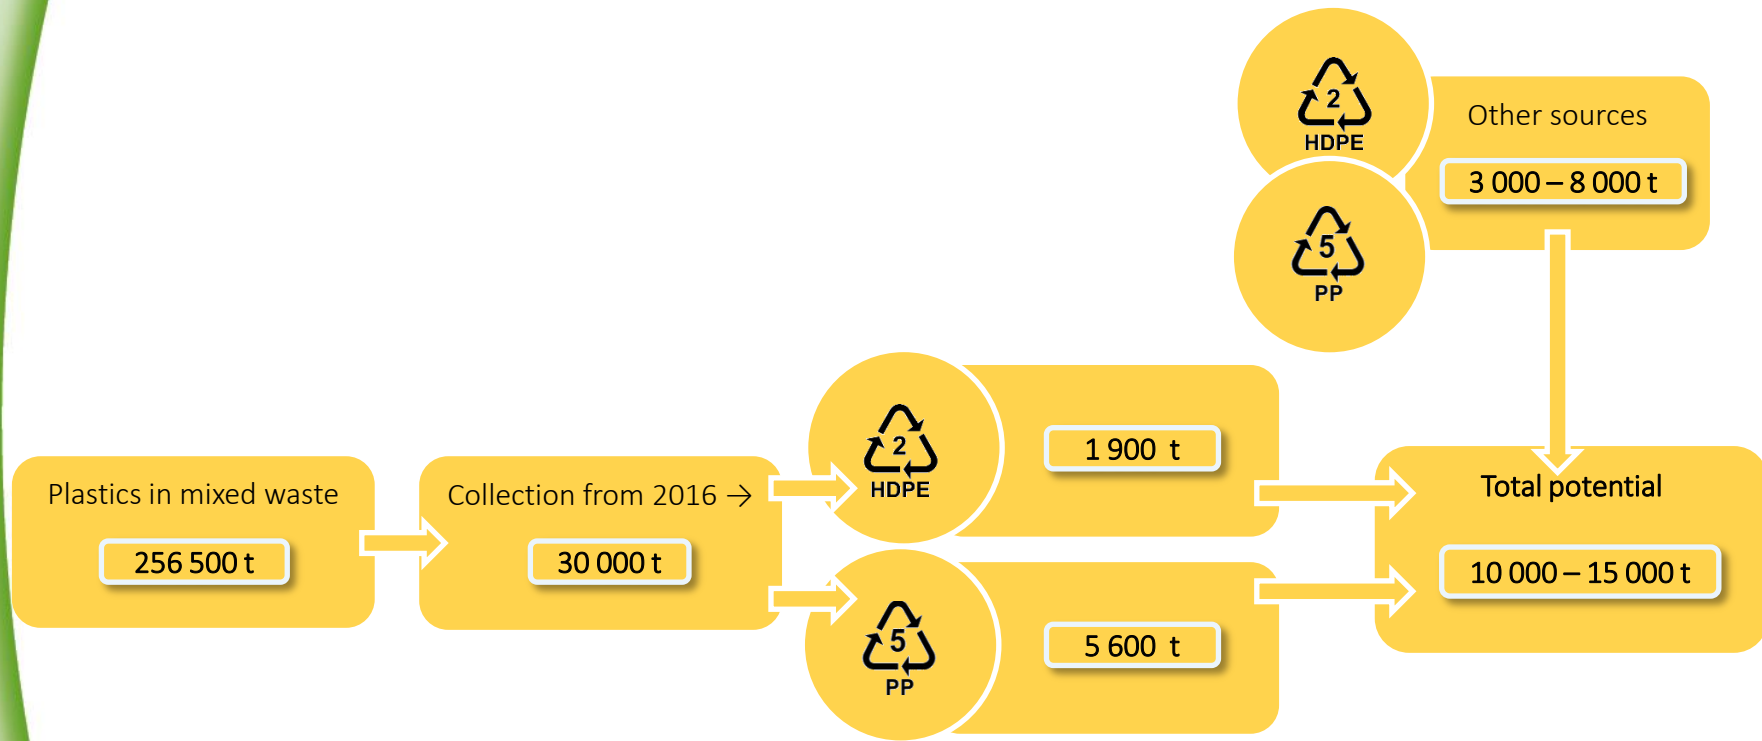 2
HDPE
Other sources
3 000 – 8 000 t
5
PP
Plastics in mixed waste
256 500 t
Collection from 2016 →
30 000 t
2
HDPE
1 900 t
5
PP
5 600 t
Total potential
10 000 – 15 000 t